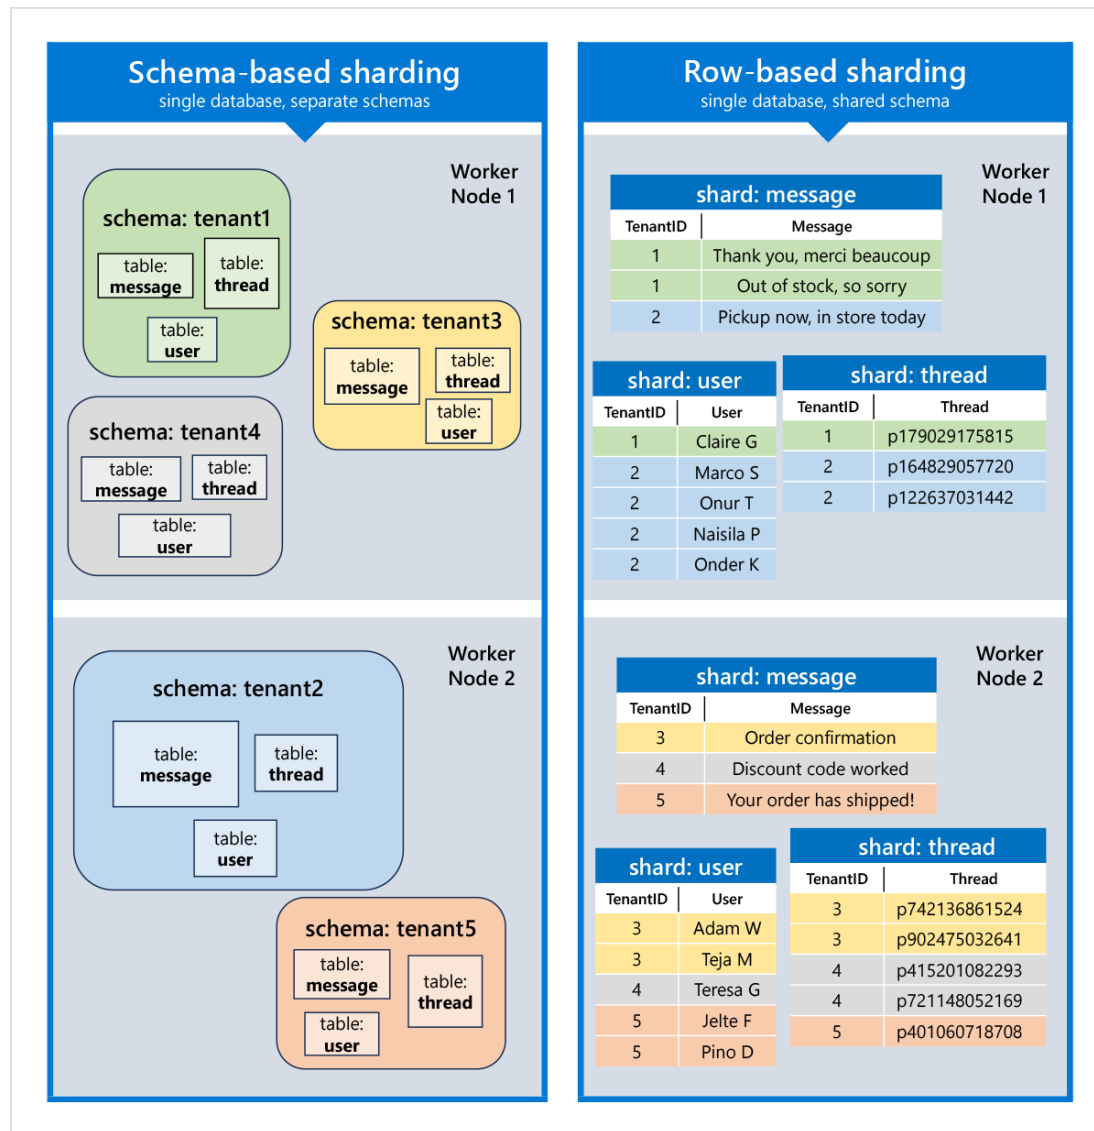 Schema-based sharding
single database, separate schemas
Worker
Node 1
schema: tenant1
table:
message
table:
thread
table:
user
schema: tenant3
table:
message
table:
thread
table:
user
schema: tenant4
table:
message
table:
thread
table:
user
Worker
Node 2
schema: tenant2
table:
message
table:
thread
table:
user
schema: tenant5
table:
message
table:
thread
table:
user
Row-based sharding
single database, shared schema
Worker
Node 1
shard: message
TenantID Message
1 Thank you, merci beaucoup
1 Out of stock, so sorry
2 Pickup now, in store today
shard: user
TenantID User
1 Claire G
2 Marco S
2 Onur T
2 Naisila P
2 Onder K
shard: thread
TenantID Thread
1 p179029175815
2 p164829057720
2 p122637031442
Worker
Node 2
shard: message
TenantID Message
3 Order confirmation
4 Discount code worked
5 Your order has shipped!
shard: user
TenantID User
3 Adam W
3 Teja M
4 Teresa G
5 Jelte F
5 Pino D
shard: thread
TenantID Thread
3 p742136861524
3 p902475032641
4 p415201082293
4 p721148052169
5 p401060718708